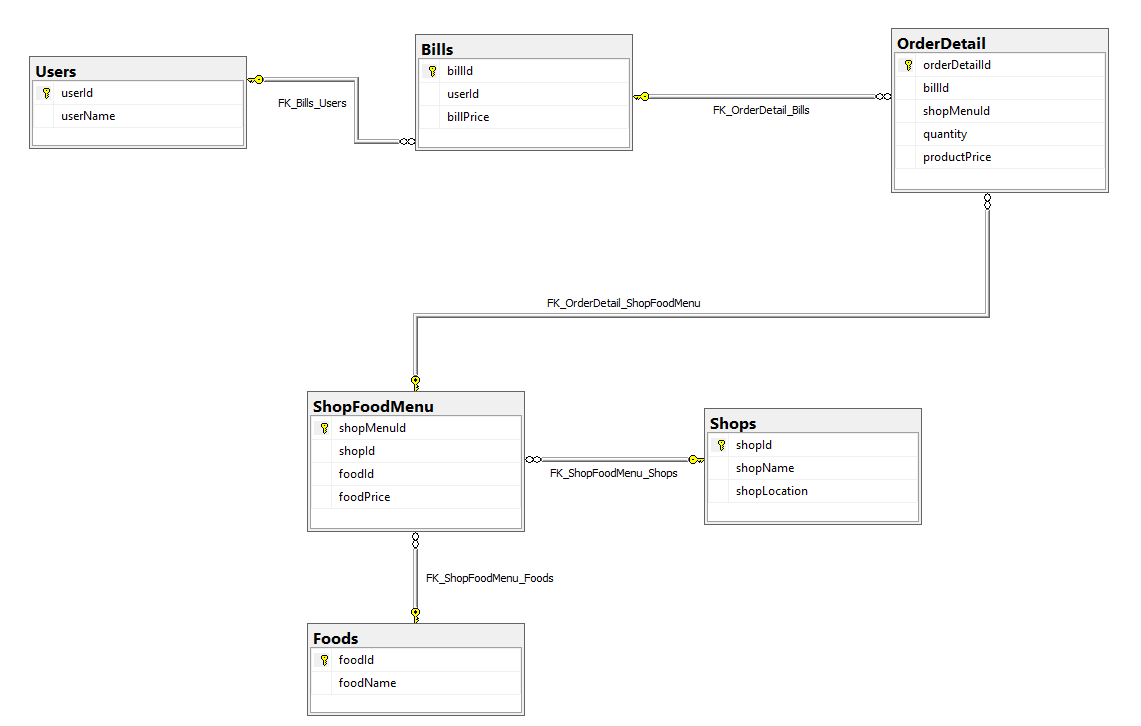 Users
userId
userName
FK_Bills_Users
Bills
billId
userId
billPrice
FK_OrderDetail_Bills
OrderDetail
orderDetailId
billId
shopMenuId
quantity
productPrice
FK_OrderDetail_ShopFoodMenu
ShopFoodMenu
shopMenuId
shopId
foodId
foodPrice
FK_ShopFoodMenu_Shops
Shops
shopId
shopName
shopLocation
FK_ShopFoodMenu_Foods
Foods
foodId
foodName